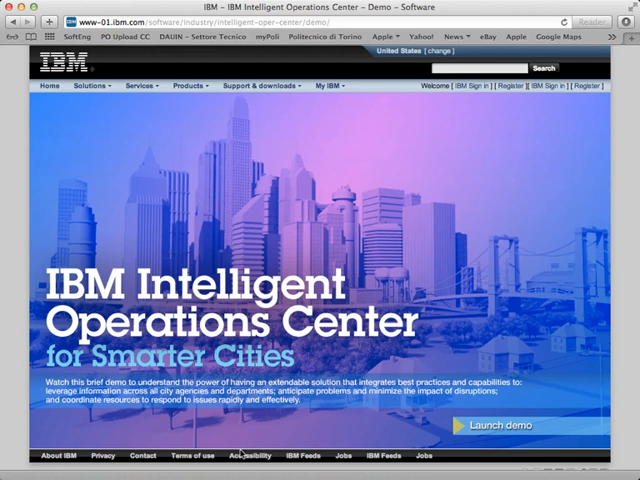 IBM – IBM Intelligent Operations Center – Demo – Software
www-01.ibm.com/software/industry/intelligent-oper-center/demo/
Reader
SoftEng PO Upload CC DAUIN – Settore Tecnico myPoli Politecnico di Torino Apple Yahoo! News eBay Apple Google Maps
United States [ change ]
IBM
Search
Home Solutions Services Products Support & downloads My IBM Welcome [ IBM Sign in ] [ Register ][ IBM Sign in ] [ Register ]
IBM Intelligent
Operations Center
for Smarter Cities
Watch this brief demo to understand the power of having an extendable solution that integrates best practices and capabilities to:
leverage information across all city agencies and departments; anticipate problems and minimize the impact of disruptions;
and coordinate resources to respond to issues rapidly and effectively.
Launch demo
About IBM Privacy Contact Terms of use Accessibility IBM Feeds Jobs IBM Feeds Jobs